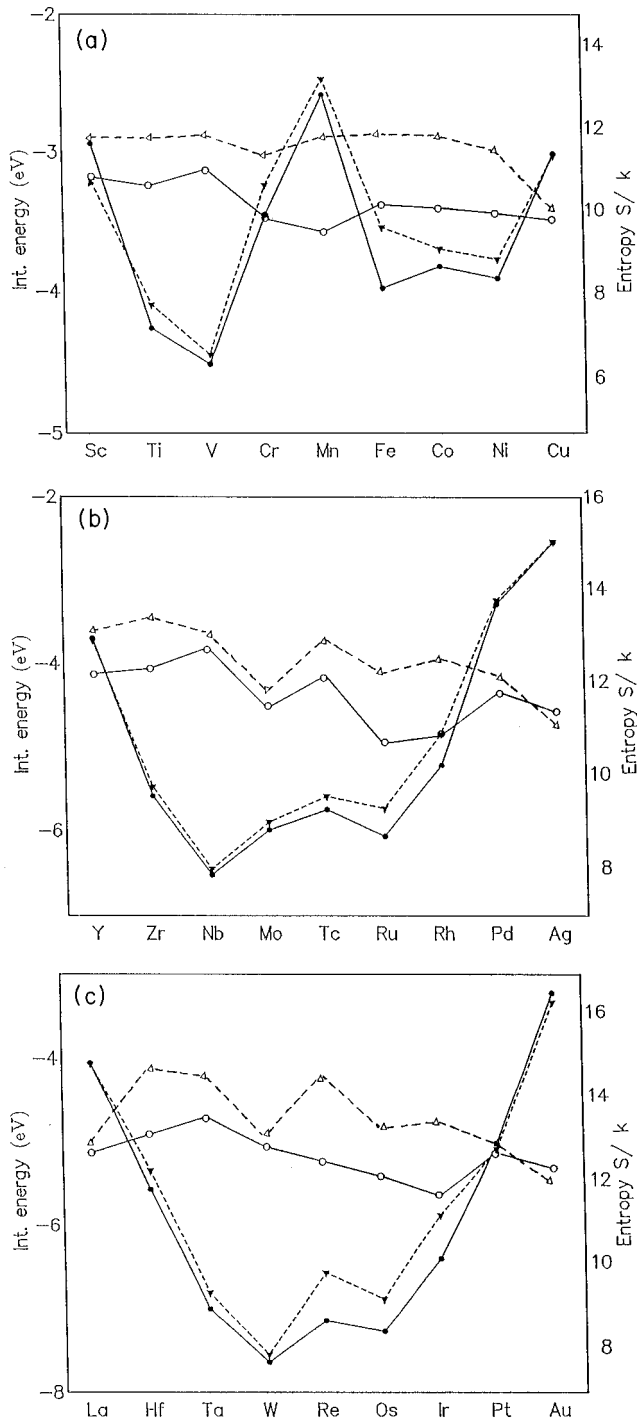 (a)
−2
−3
−4
−5
Int. energy (eV)
14
12
10
8
6
Entropy S/ k
Sc Ti V Cr Mn Fe Co Ni Cu
(b)
−2
−4
−6
Int. energy (eV)
16
14
12
10
8
Entropy S/ k
Y Zr Nb Mo Tc Ru Rh Pd Ag
(c)
−4
−6
−8
Int. energy (eV)
16
14
12
10
8
Entropy S/ k
La Hf Ta W Re Os Ir Pt Au